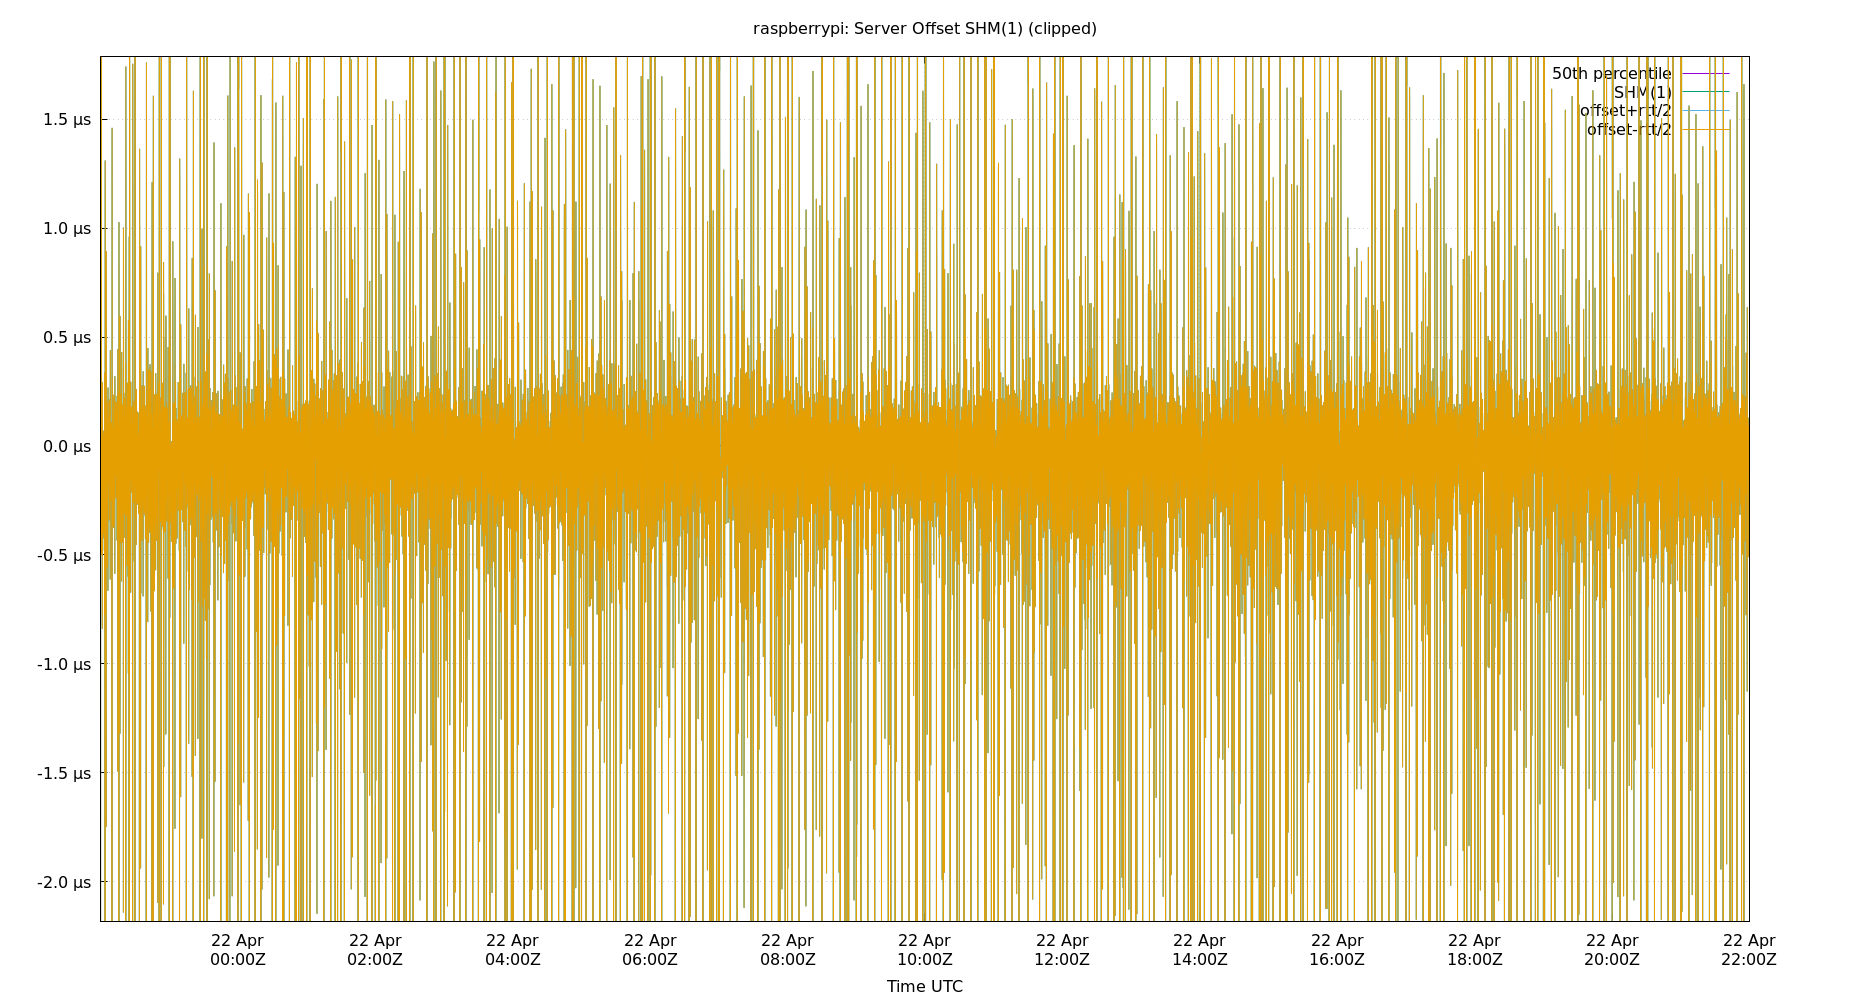 raspberrypi: Server Offset SHM(1) (clipped)
50th percentile
SHM(1)
offset+rtt/2
offset-rtt/2
1.5 µs
1.0 µs
0.5 µs
0.0 µs
-0.5 µs
-1.0 µs
-1.5 µs
-2.0 µs
22 Apr 22 Apr 22 Apr 22 Apr 22 Apr 22 Apr 22 Apr 22 Apr 22 Apr 22 Apr 22 Apr 22 Apr
00:00Z 02:00Z 04:00Z 06:00Z 08:00Z 10:00Z 12:00Z 14:00Z 16:00Z 18:00Z 20:00Z 22:00Z
Time UTC